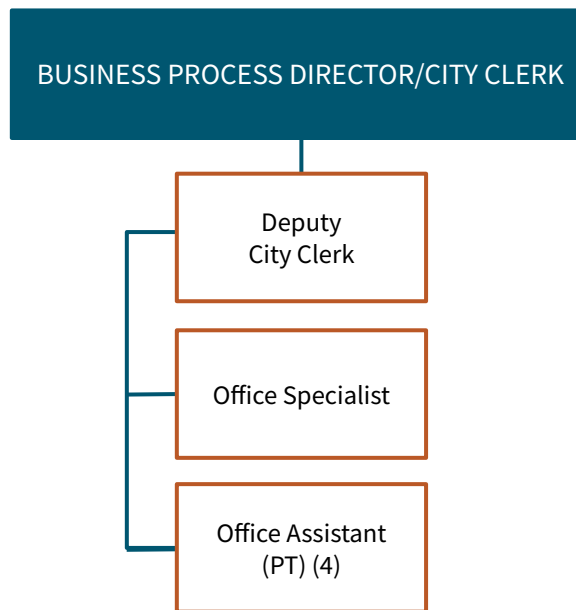 BUSINESS PROCESS DIRECTOR/CITY CLERK
Deputy
City Clerk
Office Specialist
Office Assistant
(PT) (4)